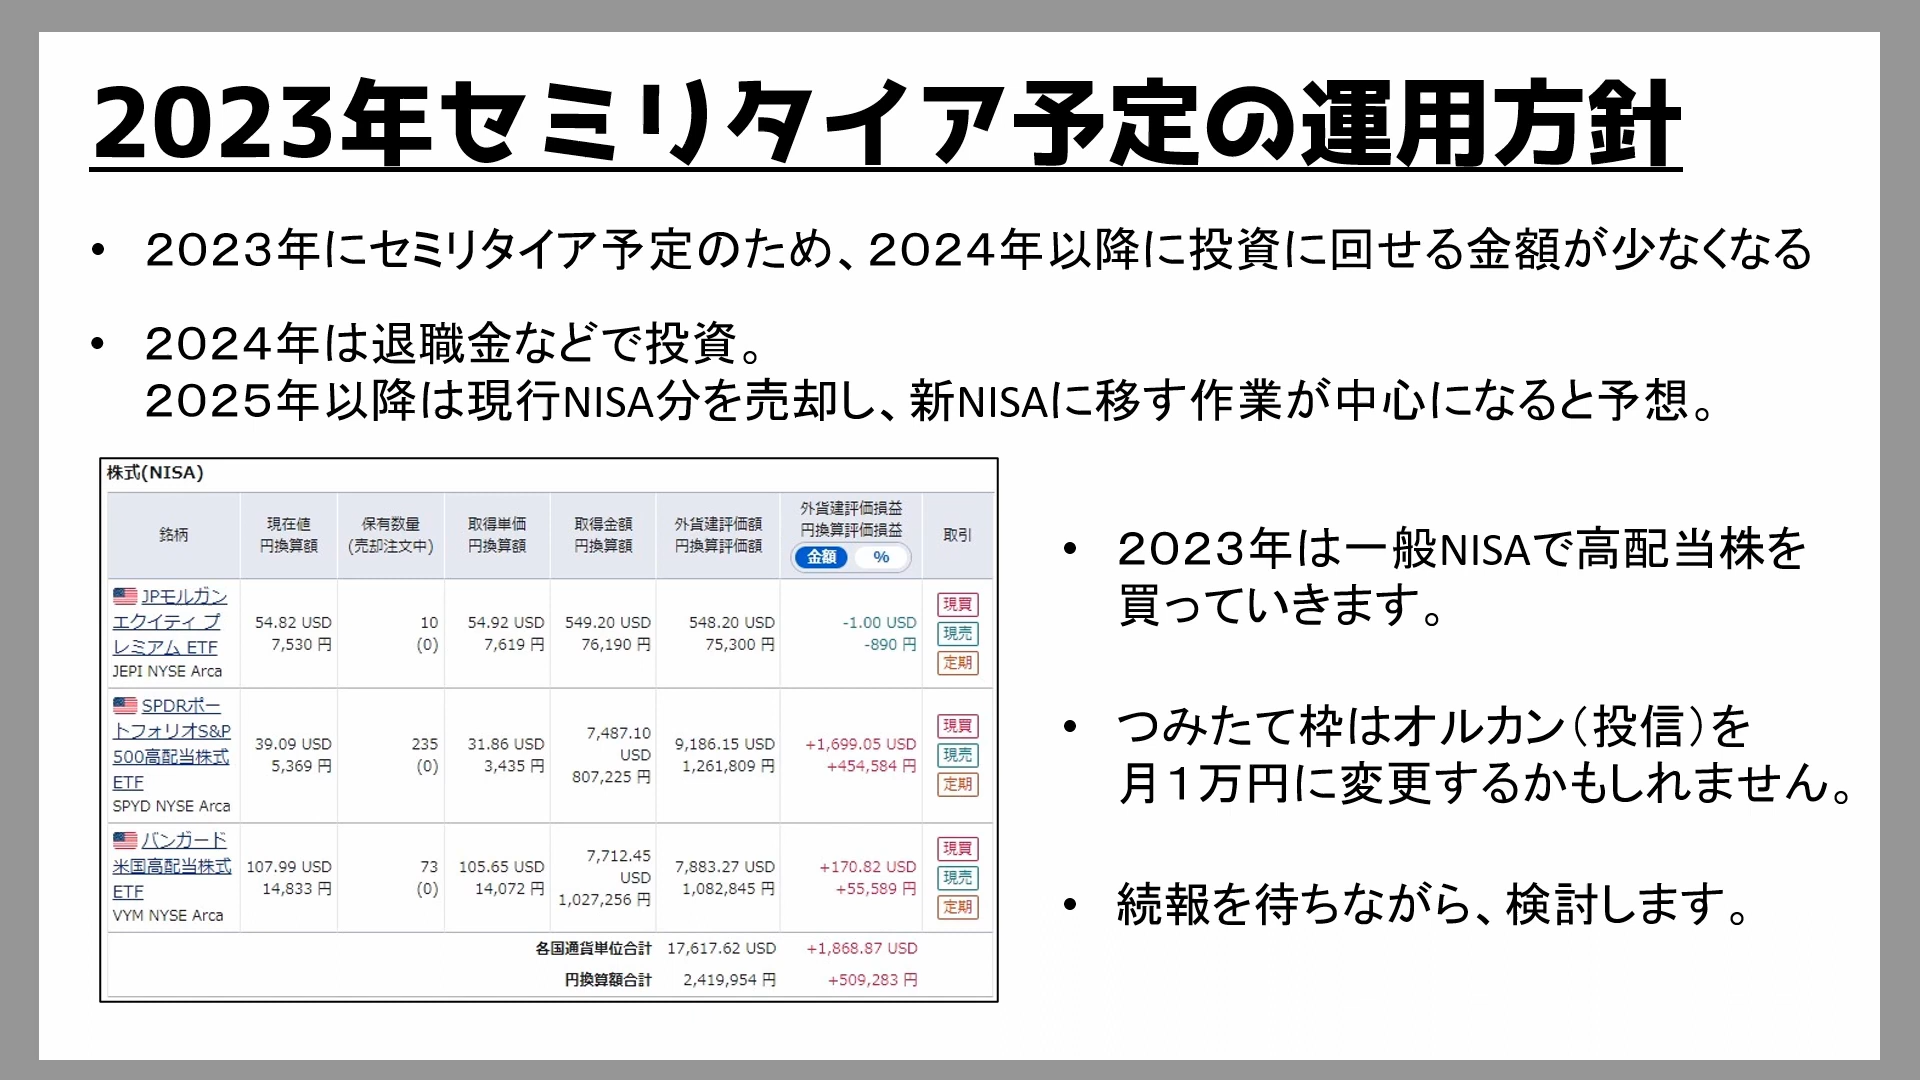 2023年セミリタイア予定の運用方針
• ２０２３年にセミリタイア予定のため、２０２４年以降に投資に回せる金額が少なくなる
• ２０２４年は退職金などで投資。
２０２５年以降は現行NISA分を売却し、新NISAに移す作業が中心になると予想。
株式(NISA)
銘柄 現在値 保有数量 取得単価 取得金額 外貨建評価額 外貨建評価損益 取引
円換算額 (売却注文中) 円換算額 円換算額 円換算評価額 円換算評価損益
金額 %
JPモルガン
エクイティ プ
レミアム ETF
JEPI NYSE Arca
54.82 USD 10 54.92 USD 549.20 USD 548.20 USD -1.00 USD
7,530 円 (0) 7,619 円 76,190 円 75,300 円 -890 円
現買
現売
定期
SPDRポー
トフォリオS&P
500高配当株式
ETF
SPYD NYSE Arca
39.09 USD 235 31.86 USD 7,487.10 USD 9,186.15 USD +1,699.05 USD
5,369 円 (0) 3,435 円 807,225 円 1,261,809 円 +454,584 円
現買
現売
定期
バンガード
米国高配当株式
ETF
VYM NYSE Arca
107.99 USD 73 105.65 USD 7,712.45 USD 7,883.27 USD +170.82 USD
14,833 円 (0) 14,072 円 1,027,256 円 1,082,845 円 +55,589 円
現買
現売
定期
各国通貨単位合計 17,617.62 USD +1,868.87 USD
円換算額合計 2,419,954 円 +509,283 円
• ２０２３年は一般NISAで高配当株を
買っていきます。
• つみたて枠はオルカン（投信）を
月１万円に変更するかもしれません。
• 続報を待ちながら、検討します。